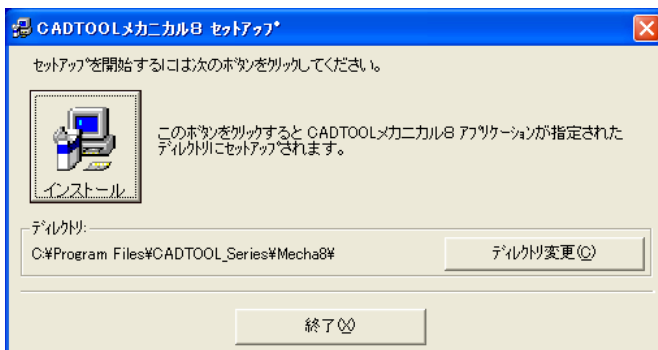 CADTOOLメカニカル8 セットアップ
セットアップを開始するには次のボタンをクリックしてください。
インストール
このボタンをクリックすると CADTOOLメカニカル8 アプリケーションが指定された
ディレクトリにセットアップされます。
ディレクトリ:
C:¥Program Files¥CADTOOL_Series¥Mecha8¥
ディレクトリ変更(C)
終了(X)